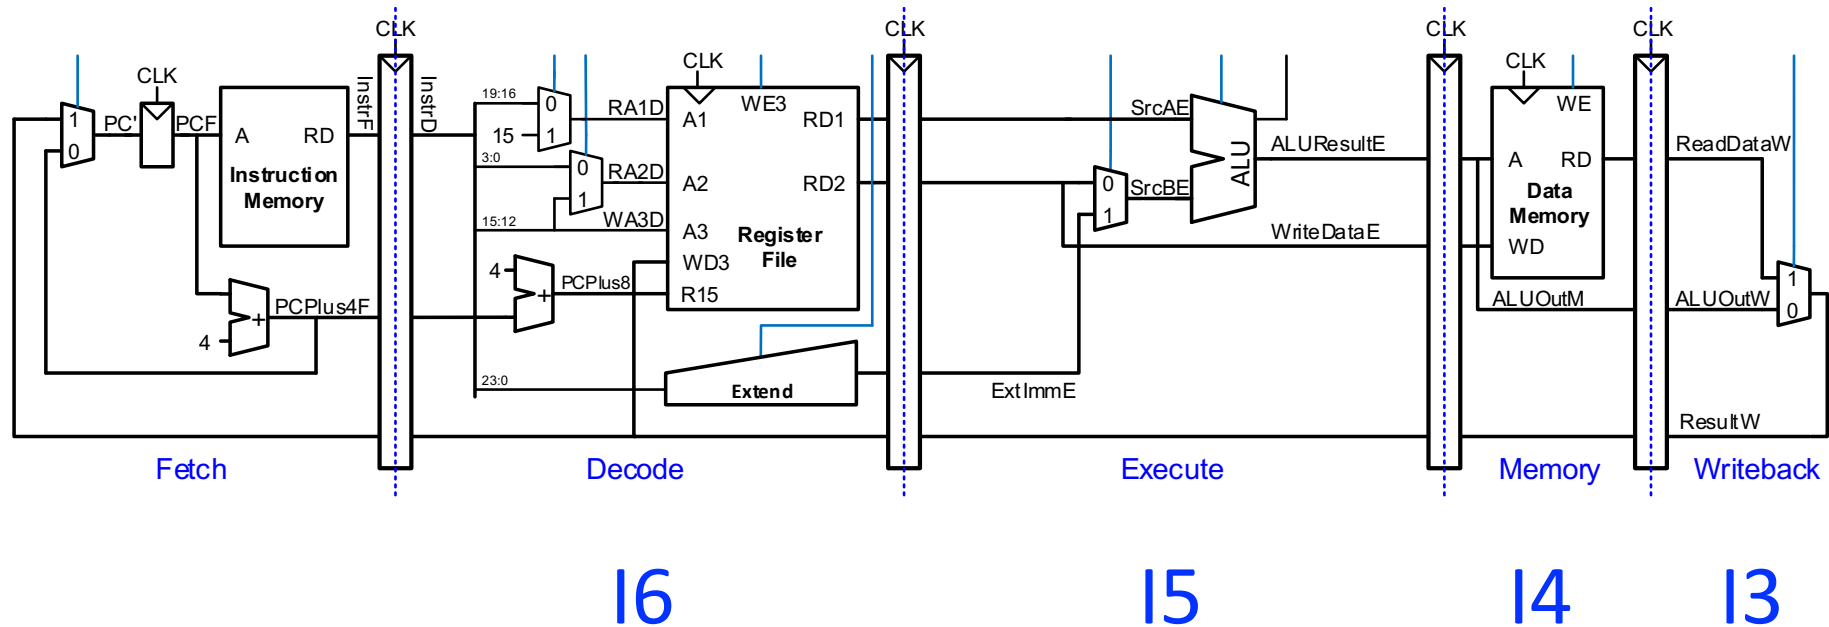 CLK
CLK
CLK
CLK
CLK
CLK
CLK
1
0
PC'
PCF
A
RD
Instruction
Memory
InstrF
InstrD
4
+
PCPlus4F
19:16
0
15
1
RA1D
3:0
0
1
RA2D
15:12
WA3D
4
+
PCPlus8
WE3
A1
RD1
A2
RD2
A3
Register
File
WD3
R15
23:0
Extend
SrcAE
0
1
SrcBE
ALU
ALUResultE
WriteDataE
ExtImmE
WE
A
RD
Data
Memory
WD
ALUOutM
ReadDataW
1
ALUOutW
0
ResultW
Fetch
Decode
Execute
Memory
Writeback
I6
I5
I4
I3